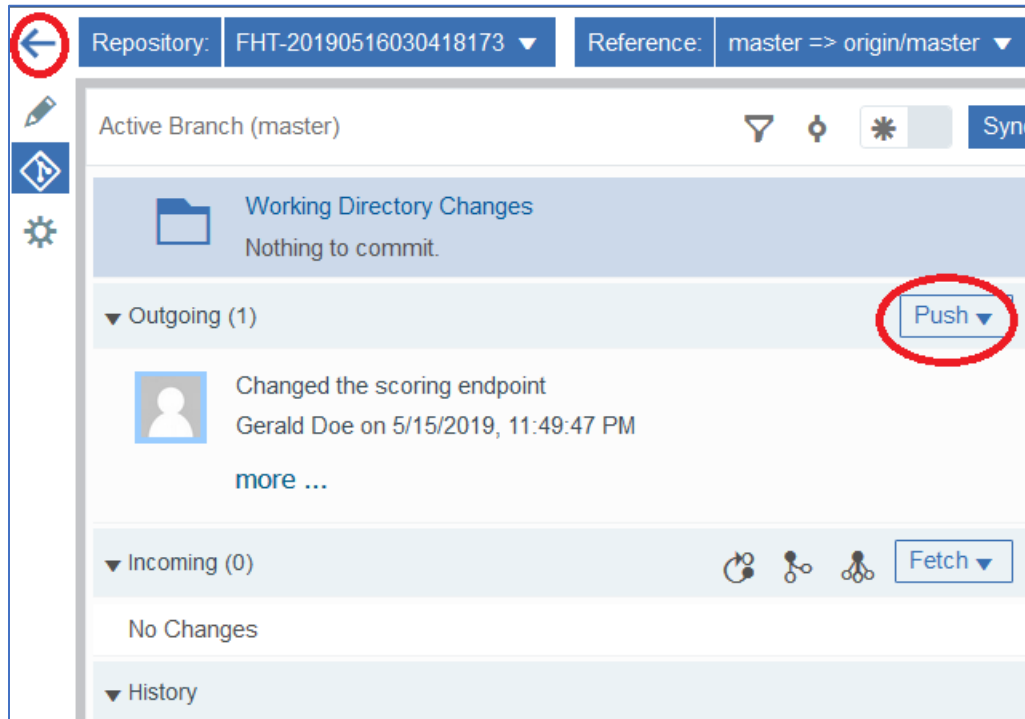 Repository: FHT-20190516030418173 Reference: master => origin/master
Active Branch (master)
Working Directory Changes
Nothing to commit.
Outgoing (1) Push
Changed the scoring endpoint
Gerald Doe on 5/15/2019, 11:49:47 PM
more ...
Incoming (0) Fetch
No Changes
History